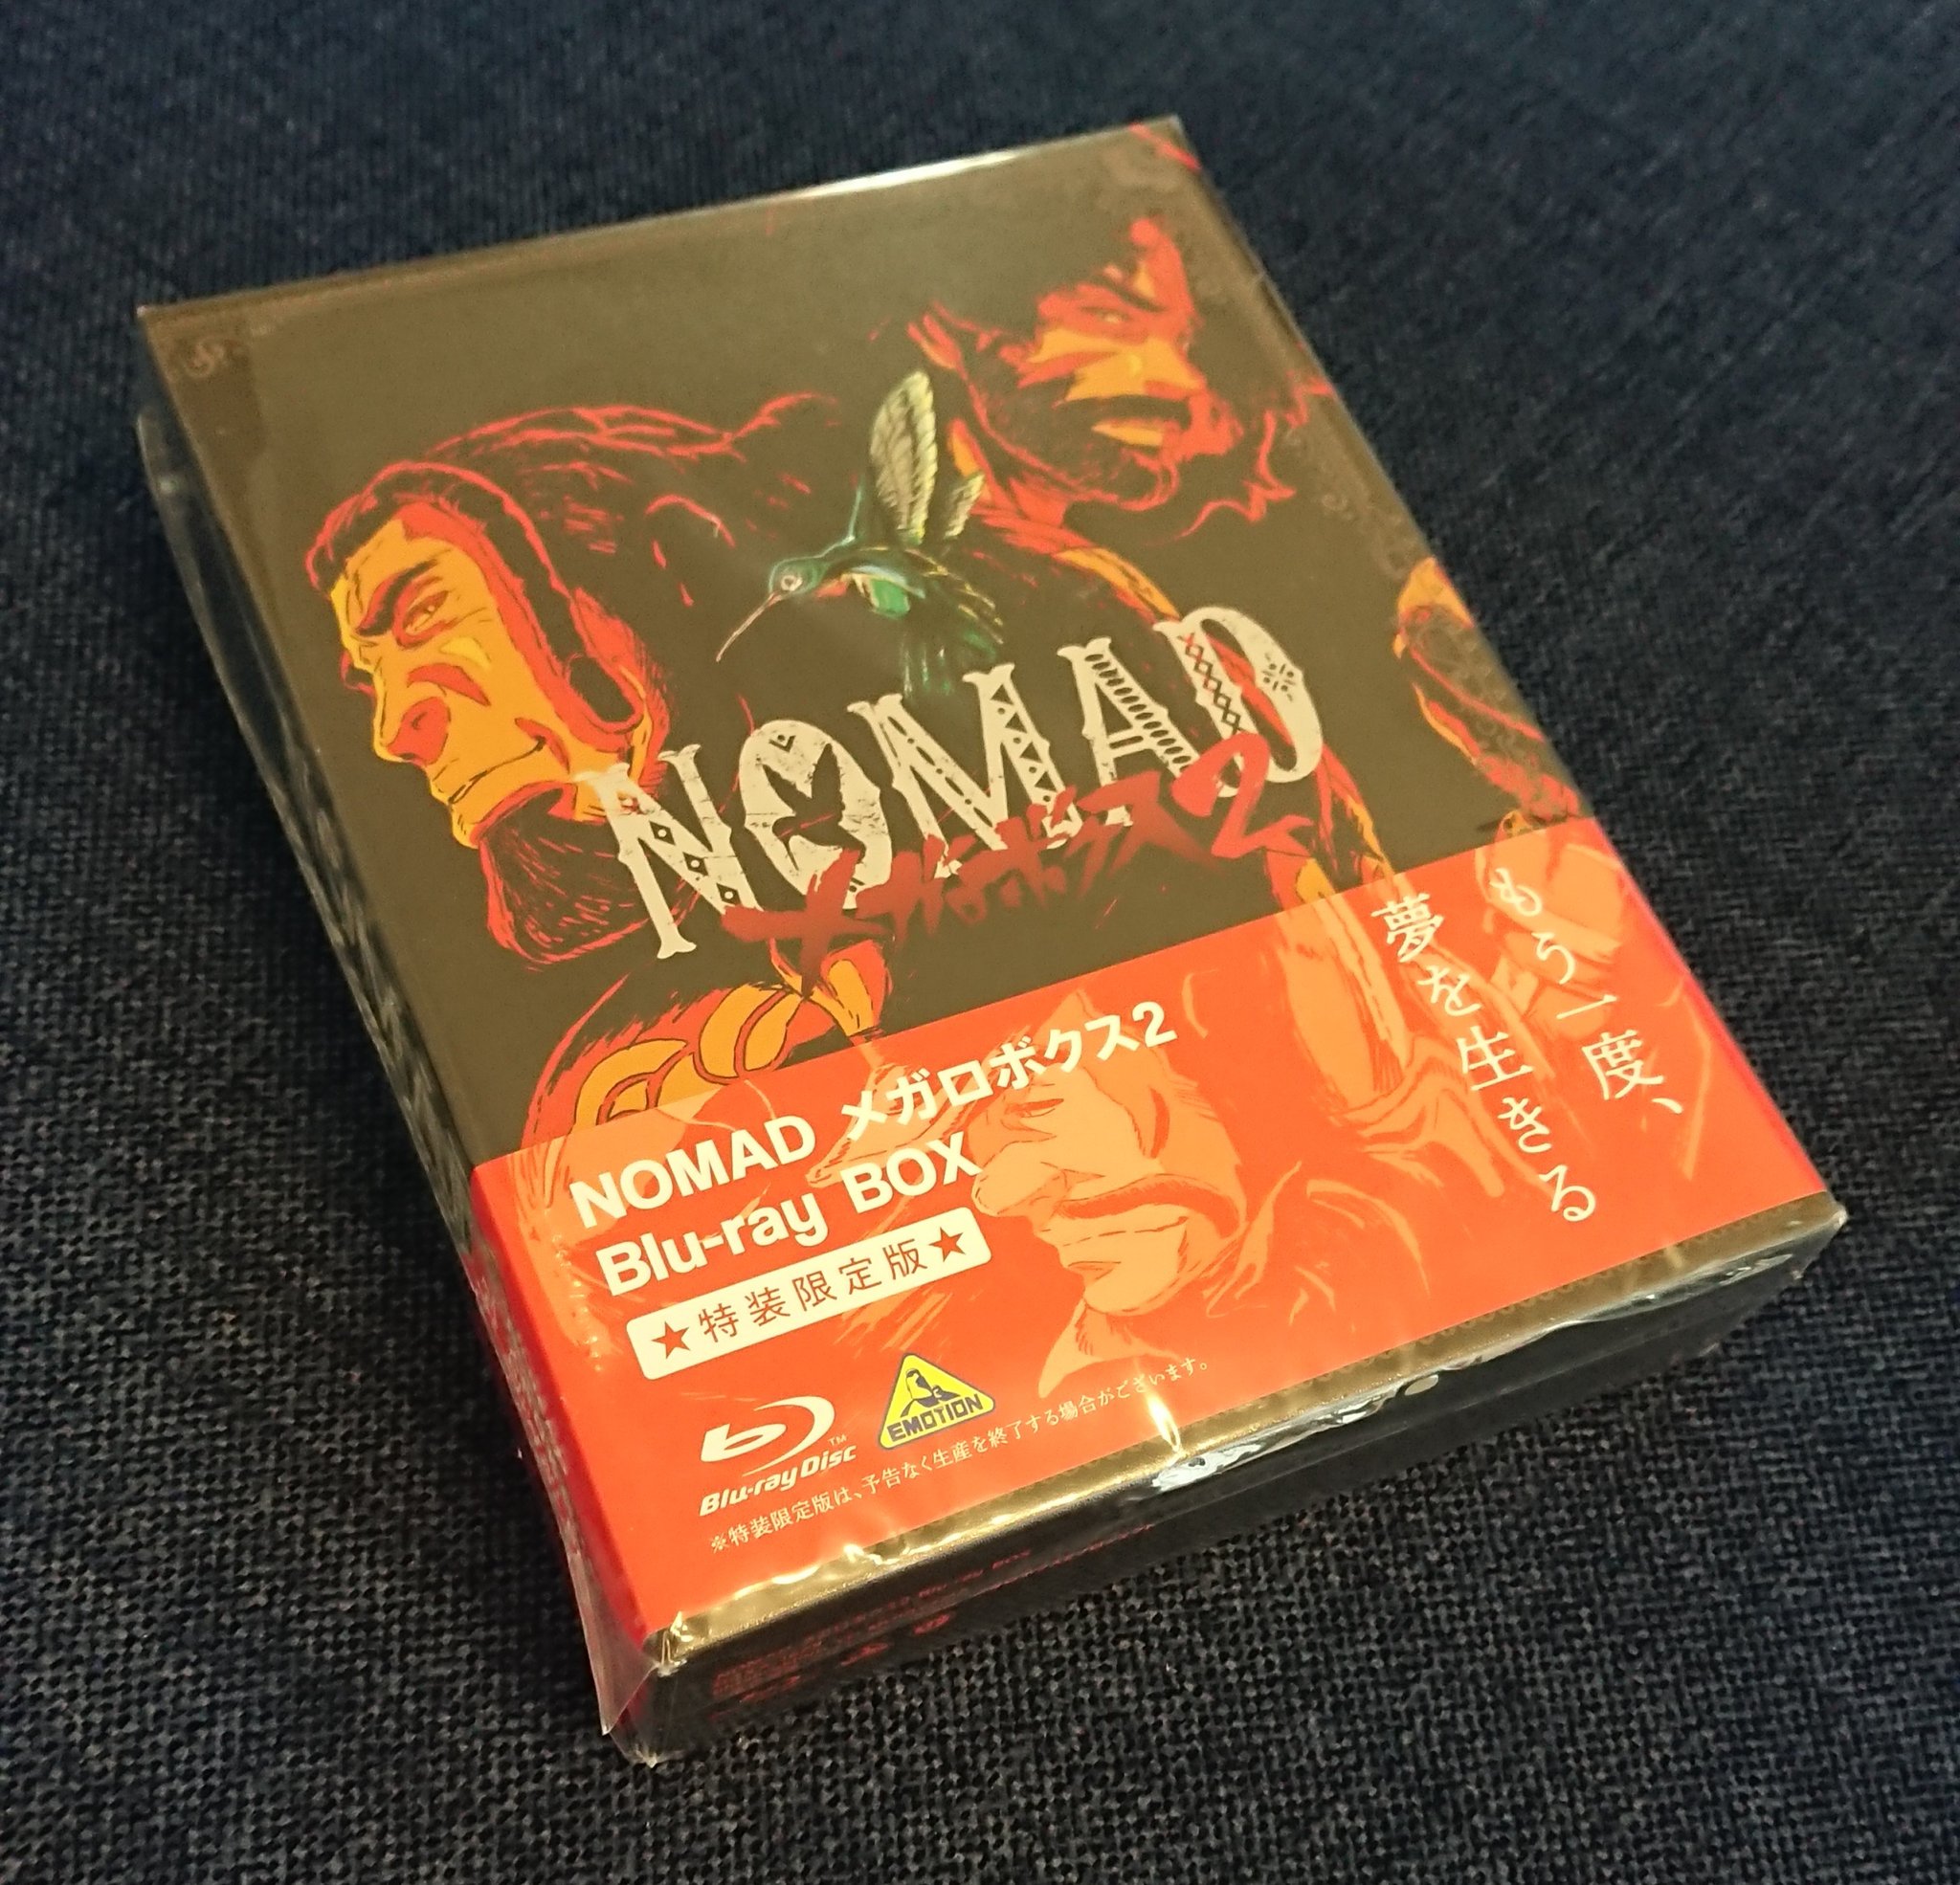 NOMAD
メガロボクス2
もう一度、
夢を生きる
NOMAD メガロボクス2
Blu-ray BOX
★特装限定版★
Blu-ray Disc™
EMOTION
※特装限定版は、予告なく生産を終了する場合がございます。